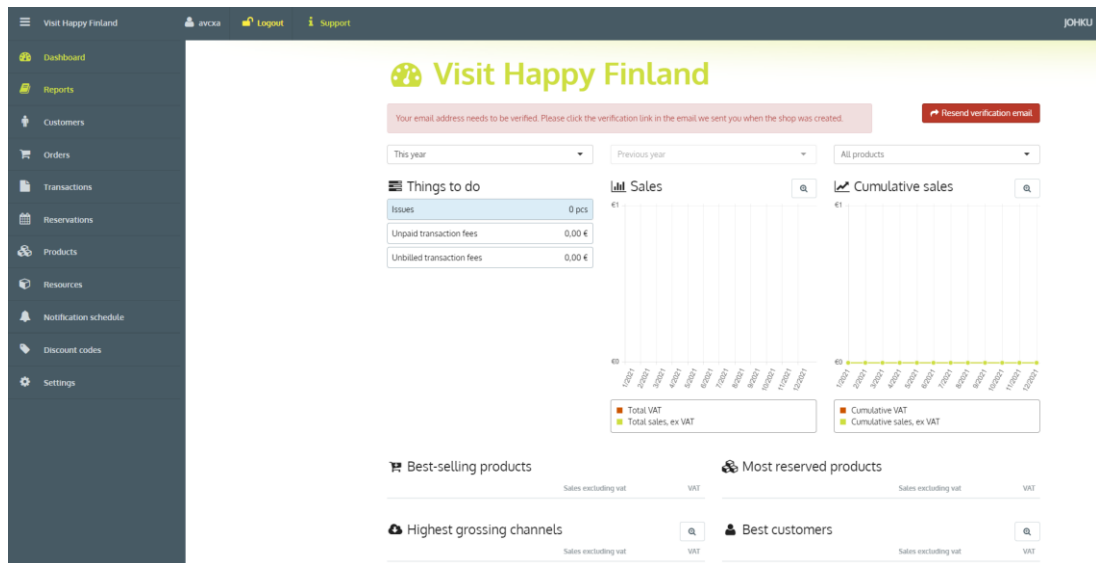 Visit Happy Finland
avcxa
Logout
Support
JOHKU
Dashboard
Reports
Customers
Orders
Transactions
Reservations
Products
Resources
Notification schedule
Discount codes
Settings
Visit Happy Finland
Your email address needs to be verified. Please click the verification link in the email we sent you when the shop was created.
Resend verification email
This year
Previous year
All products
Things to do
Issues 0 pcs
Unpaid transaction fees 0,00 €
Unbilled transaction fees 0,00 €
Sales
€1
€0
1/2021 2/2021 3/2021 4/2021 5/2021 6/2021 7/2021 8/2021 9/2021 10/2021 11/2021 12/2021
Total VAT
Total sales, ex VAT
Cumulative sales
€1
€0
1/2021 2/2021 3/2021 4/2021 5/2021 6/2021 7/2021 8/2021 9/2021 10/2021 11/2021 12/2021
Cumulative VAT
Cumulative sales, ex VAT
Best-selling products
Sales excluding vat VAT
Most reserved products
Sales excluding vat VAT
Highest grossing channels
Sales excluding vat VAT
Best customers
Sales excluding vat VAT